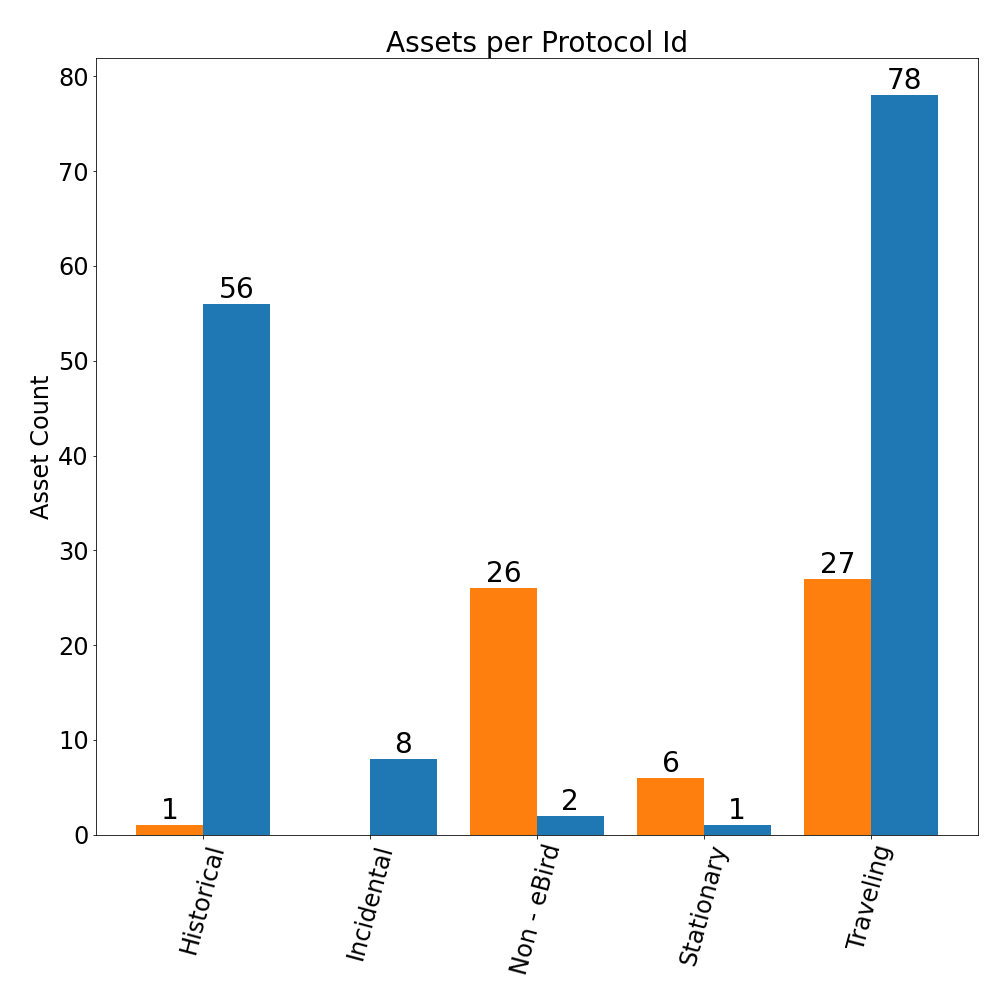 Assets per Protocol Id
80
70
60
50
40
30
20
10
0
Asset Count
1
56
8
26
2
6
1
27
78
Historical
Incidental
Non - eBird
Stationary
Traveling